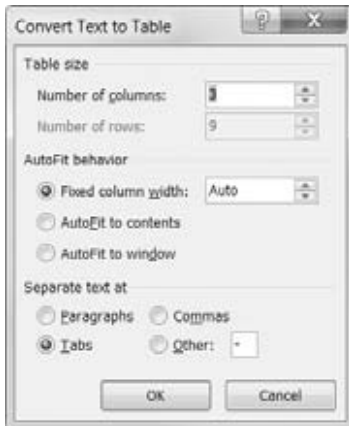 Convert Text to Table
Table size
Number of columns:
Number of rows: 9
AutoFit behavior
Fixed column width: Auto
AutoFit to contents
AutoFit to window
Separate text at
Paragraphs Commas
Tabs Other: -
OK Cancel